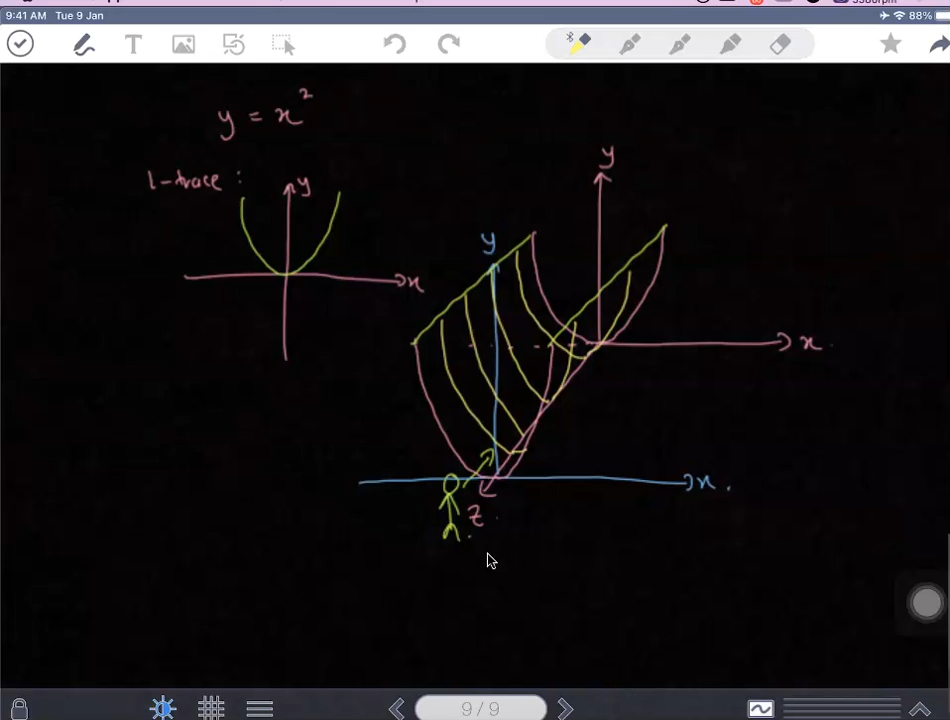 9:41 AM Tue 9 Jan
88%
y = x²
1-trace :
y
x
y
x
y
x
z
9 / 9